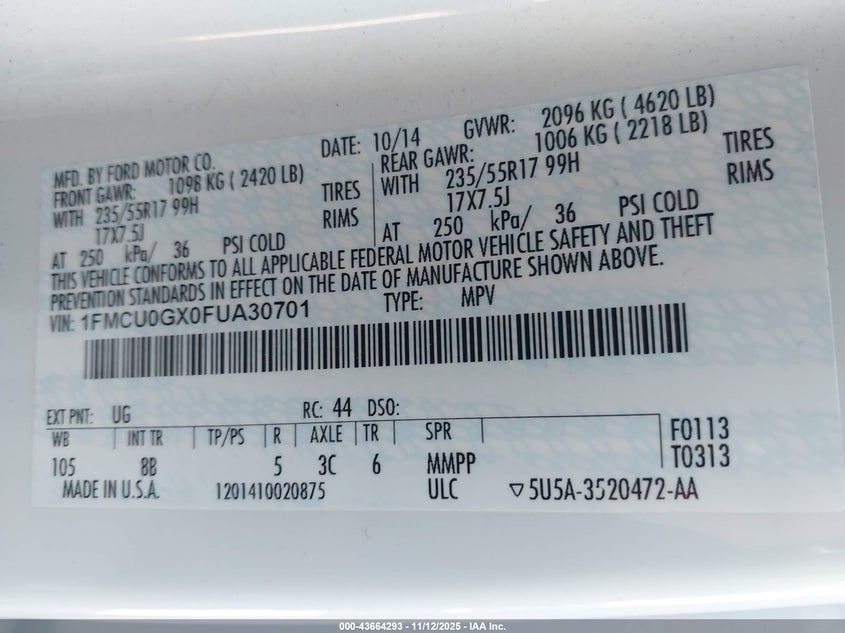 MFD. BY FORD MOTOR CO.
DATE: 10/14 GVWR: 2096 KG ( 4620 LB)
FRONT GAWR: 1098 KG ( 2420 LB)
REAR GAWR: 1006 KG ( 2218 LB)
WITH 235/55R17 99H TIRES
WITH 235/55R17 99H TIRES
17X7.5J RIMS
17X7.5J RIMS
AT 250 kPa/ 36 PSI COLD
AT 250 kPa/ 36 PSI COLD
THIS VEHICLE CONFORMS TO ALL APPLICABLE FEDERAL MOTOR VEHICLE SAFETY AND THEFT
PREVENTION STANDARDS IN EFFECT ON THE DATE OF MANUFACTURE SHOWN ABOVE.
VIN: 1FMCU0GX0FUA30701 TYPE: MPV
EXT PNT: UG RC: 44 DSO:
WB INT TR TP/PS R AXLE TR SPR F0113
105 8B 5 3C 6 MMPP T0313
MADE IN U.S.A. 1201410020875 ULC ▽5U5A-3520472-AA
000-43664293 - 11/12/2025 - IAA Inc.